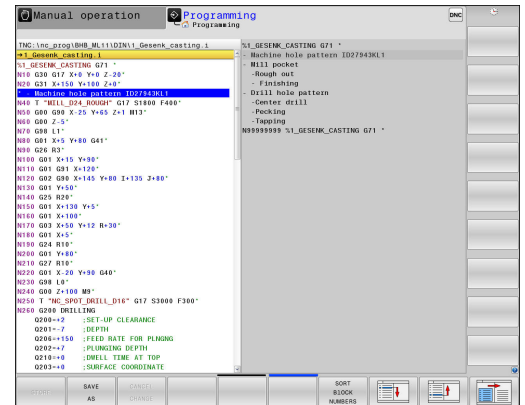 Manual operation
Programming
Programming
DNC
TNC:\nc_prog\BHB_ML11\DIN\1_Gesenk_casting.i
→1_Gesenk_casting.i
%1_GESENK_CASTING G71 *
N10 G30 G17 X+0 Y+0 Z-20*
N20 G31 X+150 Y+100 Z+0*
* - Machine hole pattern ID27943KL1
N40 T "MILL_D24_ROUGH" G17 S1800 F400*
N50 G00 G90 X-25 Y+65 Z+1 M13*
N60 G00 Z-5*
N70 G98 L1*
N80 G01 X+5 Y+80 G41*
N90 G26 R3*
N100 G01 X+15 Y+90*
N110 G01 G91 X+120*
N120 G02 G90 X+145 Y+80 I+135 J+80*
N130 G01 Y+50*
N140 G25 R20*
N150 G01 X+130 Y+5*
N160 G01 X+100*
N170 G03 X+50 Y+12 R+30*
N180 G01 X+5*
N190 G24 R10*
N200 G01 Y+80*
N210 G27 R10*
N220 G01 X-20 Y+90 G40*
N230 G98 L0*
N240 G00 Z+100 M9*
N250 T "NC_SPOT_DRILL_D16" G17 S3000 F300*
N260 G200 DRILLING
Q200=+2 ;SET-UP CLEARANCE
Q201=-7 ;DEPTH
Q206=+150 ;FEED RATE FOR PLNGNG
Q202=+7 ;PLUNGING DEPTH
Q210=+0 ;DWELL TIME AT TOP
Q203=+0 ;SURFACE COORDINATE
%1_GESENK_CASTING G71 *
- Machine hole pattern ID27943KL1
- Mill pocket
-Rough out
- Finishing
- Drill hole pattern
-Center drill
-Pecking
-Tapping
N99999999 %1_GESENK_CASTING G71 *
STORE
SAVE
AS
CANCEL
CHANGE
SORT
BLOCK
NUMBERS